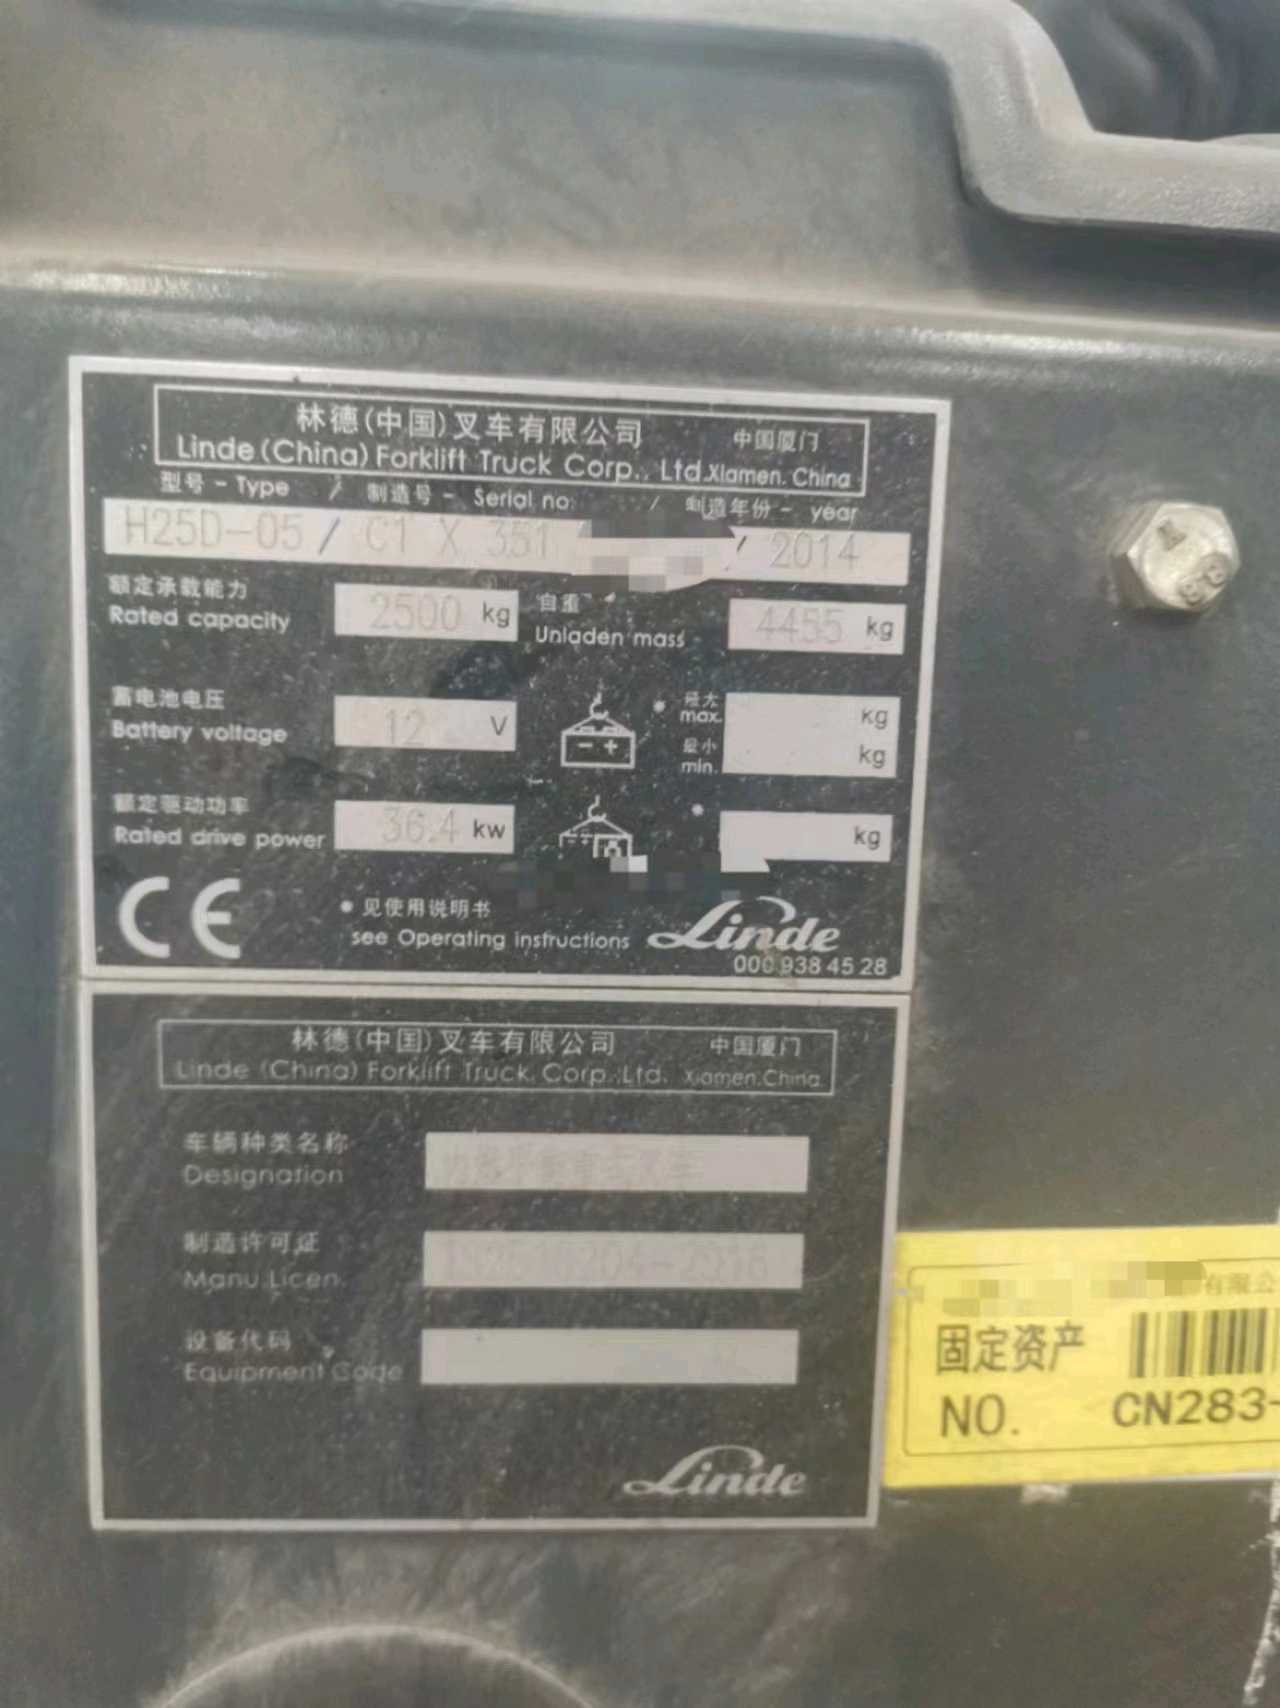 林德(中国)叉车有限公司 中国厦门
Linde (China) Forklift Truck Corp., Ltd. Xiamen. China
型号 - Type / 制造号 - Serial no. / 制造年份 - year
H25D-05 / C1 X 351 / 2014
额定承载能力 自重
Rated capacity 2500 kg Unladen mass 4455 kg
蓄电池电压 最大
Battery voltage 12 V max. kg
最小
min. kg
额定驱动功率
Rated drive power 36.4 kw kg
CE
• 见使用说明书
see Operating instructions Linde
000 938 45 28
林德(中国)叉车有限公司 中国厦门
Linde (China) Forklift Truck Corp., Ltd. Xiamen. China
车辆种类名称
Designation
制造许可证
Manu. Licen.
设备代码
Equipment Code
Linde
有限公
固定资产
NO. CN283-